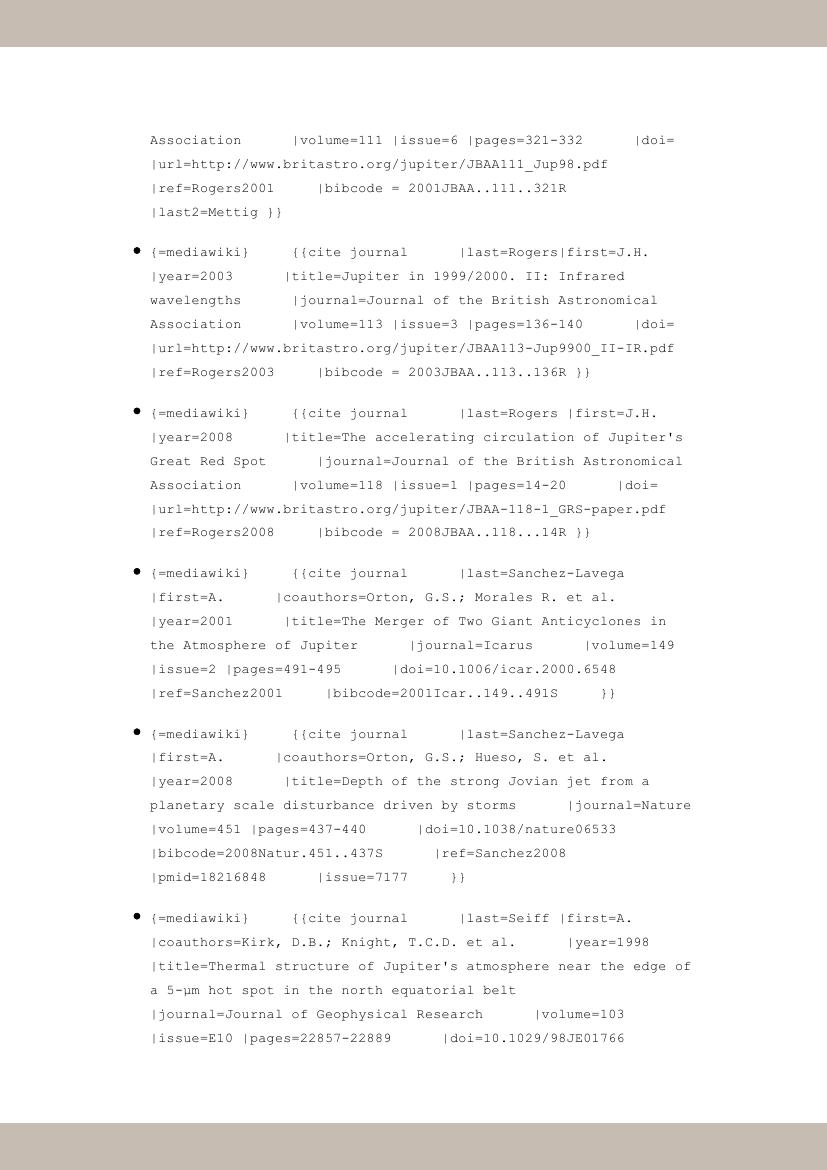 Association      |volume=111 |issue=6 |pages=321-332      |doi=
|url=http://www.britastro.org/jupiter/JBAA111_Jup98.pdf
|ref=Rogers2001     |bibcode = 2001JBAA..111..321R
|last2=Mettig }}
• {=mediawiki}     {{cite journal      |last=Rogers|first=J.H.
|year=2003      |title=Jupiter in 1999/2000. II: Infrared
wavelengths      |journal=Journal of the British Astronomical
Association      |volume=113 |issue=3 |pages=136-140      |doi=
|url=http://www.britastro.org/jupiter/JBAA113-Jup9900_II-IR.pdf
|ref=Rogers2003     |bibcode = 2003JBAA..113..136R }}
• {=mediawiki}     {{cite journal      |last=Rogers |first=J.H.
|year=2008      |title=The accelerating circulation of Jupiter's
Great Red Spot      |journal=Journal of the British Astronomical
Association      |volume=118 |issue=1 |pages=14-20      |doi=
|url=http://www.britastro.org/jupiter/JBAA-118-1_GRS-paper.pdf
|ref=Rogers2008     |bibcode = 2008JBAA..118...14R }}
• {=mediawiki}     {{cite journal      |last=Sanchez-Lavega
|first=A.      |coauthors=Orton, G.S.; Morales R. et al.
|year=2001      |title=The Merger of Two Giant Anticyclones in
the Atmosphere of Jupiter      |journal=Icarus      |volume=149
|issue=2 |pages=491-495      |doi=10.1006/icar.2000.6548
|ref=Sanchez2001     |bibcode=2001Icar..149..491S     }}
• {=mediawiki}     {{cite journal      |last=Sanchez-Lavega
|first=A.      |coauthors=Orton, G.S.; Hueso, S. et al.
|year=2008      |title=Depth of the strong Jovian jet from a
planetary scale disturbance driven by storms      |journal=Nature
|volume=451 |pages=437-440      |doi=10.1038/nature06533
|bibcode=2008Natur.451..437S      |ref=Sanchez2008
|pmid=18216848      |issue=7177     }}
• {=mediawiki}     {{cite journal      |last=Seiff |first=A.
|coauthors=Kirk, D.B.; Knight, T.C.D. et al.      |year=1998
|title=Thermal structure of Jupiter's atmosphere near the edge of
a 5-μm hot spot in the north equatorial belt
|journal=Journal of Geophysical Research      |volume=103
|issue=E10 |pages=22857-22889      |doi=10.1029/98JE01766